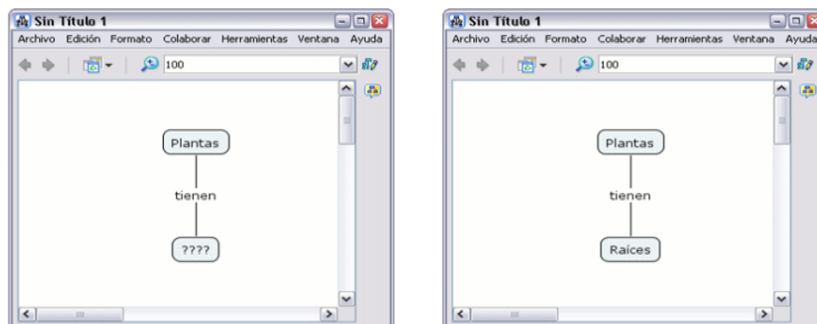 Sin Título 1
Archivo Edición Formato Colaborar Herramientas Ventana Ayuda
100
Plantas
tienen
????
Sin Título 1
Archivo Edición Formato Colaborar Herramientas Ventana Ayuda
100
Plantas
tienen
Raíces